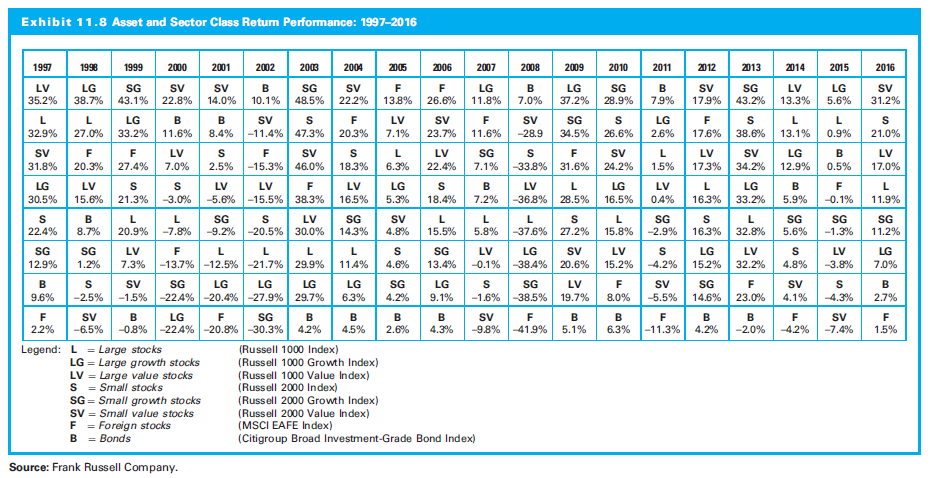 Exhibit 11.8 Asset and Sector Class Return Performance: 1997–2016
1997 1998 1999 2000 2001 2002 2003 2004 2005 2006 2007 2008 2009 2010 2011 2012 2013 2014 2015 2016
LV LG SG SV SV B SG SV F F LG B LG SG B SV SG LV LG SV
35.2% 38.7% 43.1% 22.8% 14.0% 10.1% 48.5% 22.2% 13.8% 26.6% 11.8% 7.0% 37.2% 28.9% 7.9% 17.9% 43.2% 13.3% 5.6% 31.2%
L L LG B B SV S F LV SV F SV SG S LG F S L L S
32.9% 27.0% 33.2% 11.6% 8.4% –11.4% 47.3% 20.3% 7.1% 23.7% 11.6% –28.9 34.5% 26.6% 2.6% 17.6% 38.6% 13.1% 0.9% 21.0%
SV F F LV S F SV S L LV SG S F SV L LV SV LG B LV
31.8% 20.3% 27.4% 7.0% 2.5% –15.3% 46.0% 18.3% 6.3% 22.4% 7.1% –33.8% 31.6% 24.2% 1.5% 17.3% 34.2% 12.9% 0.5% 17.0%
LG LV S S LV LV F LV LG S B LV L LG LV L LG B F L
30.5% 15.6% 21.3% –3.0% –5.6% –15.5% 38.3% 16.5% 5.3% 18.4% 7.2% –36.8% 28.5% 16.5% 0.4% 16.3% 33.2% 5.9% –0.1% 11.9%
S B L L SG S LV SG SV L L L S L SG S L LG SG SG
22.4% 8.7% 20.9% –7.8% –9.2% –20.5% 30.0% 14.3% 4.8% 15.5% 5.8% –37.6% 27.2% 15.8% –2.9% 16.3% 32.8% 5.6% –1.3% 11.2%
SG SG LV F L L L L S SG LV LG SV LV S LG LV S LV LG
12.9% 1.2% 7.3% –13.7% –12.5% –21.7% 29.9% 11.4% 4.6% 13.4% –0.1% –38.4% 20.6% 15.2% –4.2% 15.2% 32.2% 4.8% –3.8% 7.0%
B S SV SG LG LG LG LG SG LG S SG LV F SV SG F SV S B
9.6% –2.5% –1.5% –22.4% –20.4% –27.9% 29.7% 6.3% 4.2% 9.1% –1.6% –38.5% 19.7% 8.0% –5.5% 14.6% 23.0% 4.1% –4.3% 2.7%
F SV B LG F SG B B B B SV F B B F B B F SV F
2.2% –6.5% –0.8% –22.4% –20.8% –30.3% 4.2% 4.5% 2.6% 4.3% –9.8% –41.9% 5.1% 6.3% –11.3% 4.2% –2.0% –4.2% –7.4% 1.5%
Legend: L = Large stocks (Russell 1000 Index)
LG = Large growth stocks (Russell 1000 Growth Index)
LV = Large value stocks (Russell 1000 Value Index)
S = Small stocks (Russell 2000 Index)
SG = Small growth stocks (Russell 2000 Growth Index)
SV = Small value stocks (Russell 2000 Value Index)
F = Foreign stocks (MSCI EAFE Index)
B = Bonds (Citigroup Broad Investment-Grade Bond Index)
Source: Frank Russell Company.